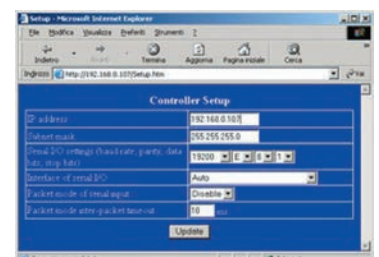 Setup - Microsoft Internet Explorer
File Modifica Visualizza Preferiti Strumenti ?
Indietro Avanti Termina Aggiorna Pagina iniziale Cerca
Indirizzo http://192.168.0.107/Setup.htm Vai
Controller Setup
IP address 192.168.0.107
Subnet mask 255.255.255.0
Serial I/O settings (baud rate, parity, data bits, stop bits) 19200 E 8 1
Interface of serial I/O Auto
Packet mode of serial input Disable
Packet mode inter-packet timeout 10 ms
Update